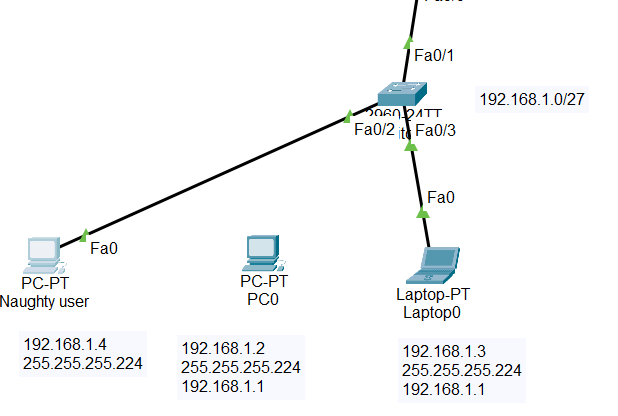 Fa0/1
192.168.1.0/27
2960-24TT
Fa0/2
Fa0/3
Fa0
Fa0
PC-PT
Naughty user
PC-PT
PC0
Laptop-PT
Laptop0
192.168.1.4
255.255.255.224
192.168.1.2
255.255.255.224
192.168.1.1
192.168.1.3
255.255.255.224
192.168.1.1